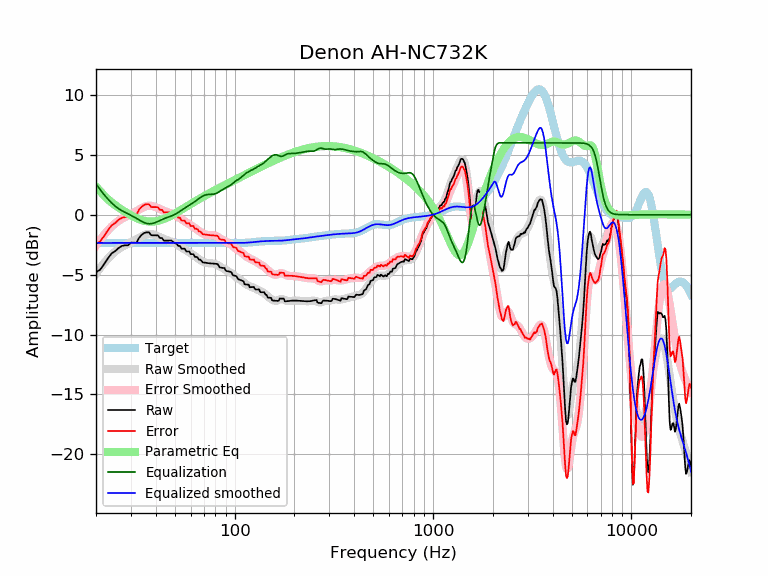 Denon AH-NC732K
Amplitude (dBr)
10
5
0
−5
−10
−15
−20
Target
Raw Smoothed
Error Smoothed
Raw
Error
Parametric Eq
Equalization
Equalized smoothed
100 1000 10000
Frequency (Hz)